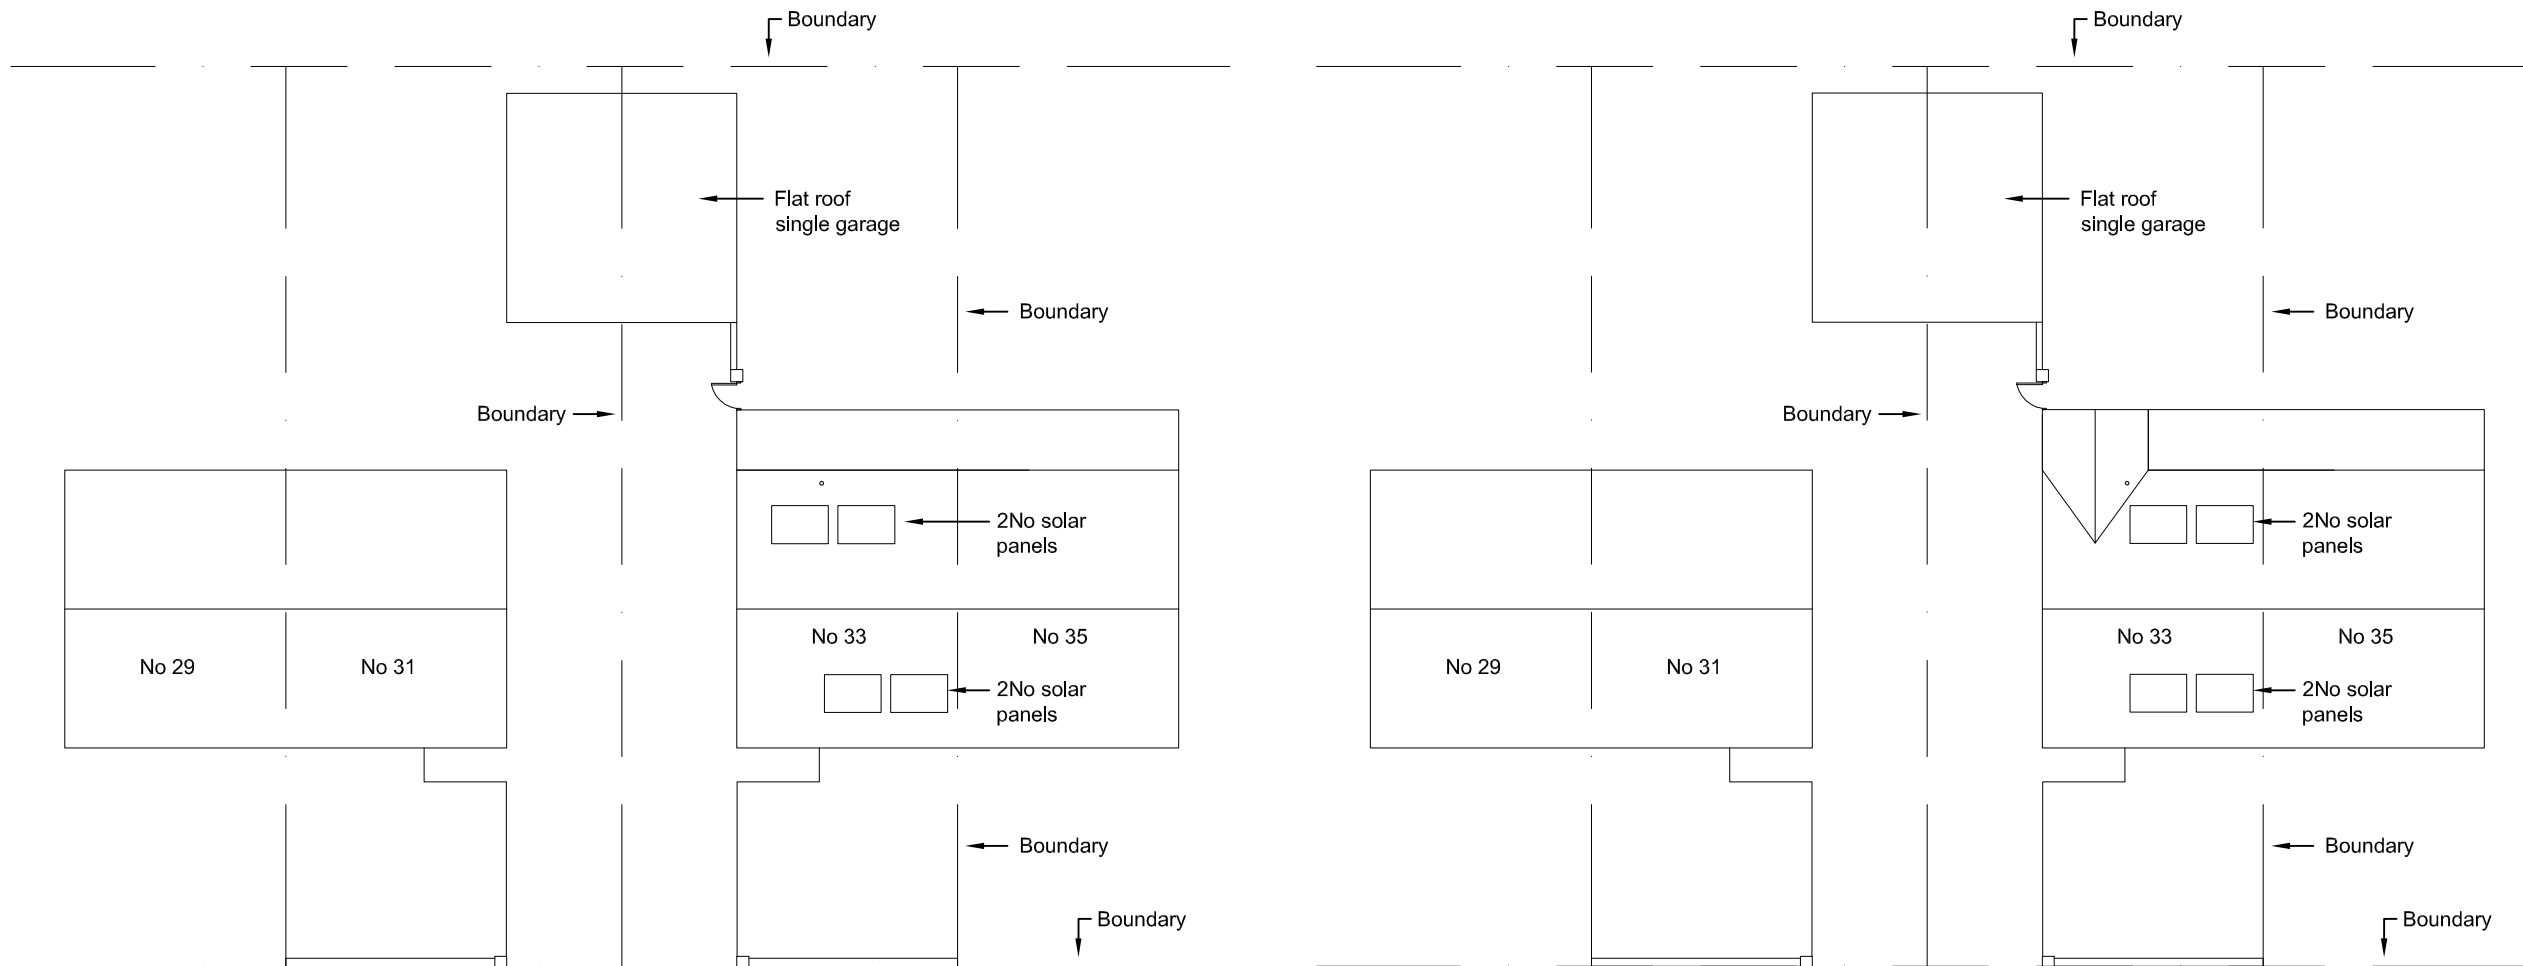 Boundary
Flat roof
single garage
Boundary
Boundary
2No solar
panels
No 33
No 35
No 29
No 31
2No solar
panels
Boundary
Boundary
Boundary
Flat roof
single garage
Boundary
Boundary
2No solar
panels
No 33
No 35
No 29
No 31
2No solar
panels
Boundary
Boundary